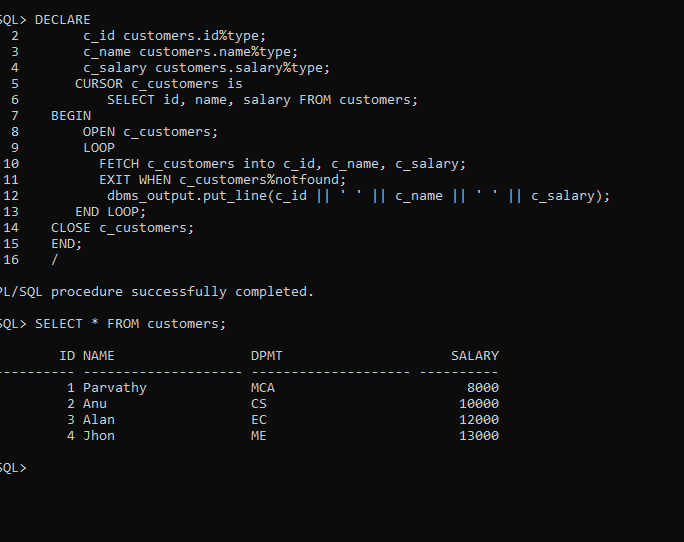 SQL> DECLARE
  2        c_id customers.id%type;
  3        c_name customers.name%type;
  4        c_salary customers.salary%type;
  5       CURSOR c_customers is
  6           SELECT id, name, salary FROM customers;
  7    BEGIN
  8        OPEN c_customers;
  9        LOOP
 10          FETCH c_customers into c_id, c_name, c_salary;
 11          EXIT WHEN c_customers%notfound;
 12           dbms_output.put_line(c_id || ' ' || c_name || ' ' || c_salary);
 13       END LOOP;
 14    CLOSE c_customers;
 15    END;
 16    /
PL/SQL procedure successfully completed.
SQL> SELECT * FROM customers;
        ID NAME                 DPMT                     SALARY
---------- -------------------- -------------------- ----------
         1 Parvathy             MCA                        8000
         2 Anu                  CS                        10000
         3 Alan                 EC                        12000
         4 Jhon                 ME                        13000
SQL>